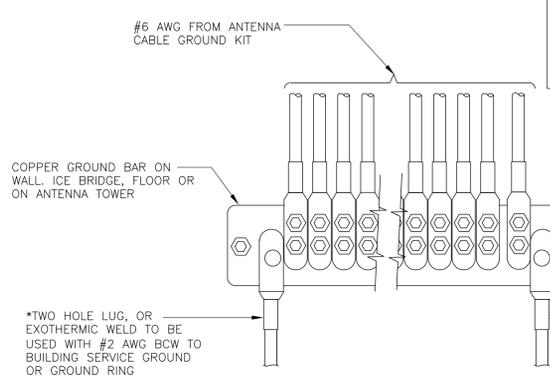 #6 AWG FROM ANTENNA
CABLE GROUND KIT
COPPER GROUND BAR ON
WALL. ICE BRIDGE, FLOOR OR
ON ANTENNA TOWER
*TWO HOLE LUG, OR
EXOTHERMIC WELD TO BE
USED WITH #2 AWG BCW TO
BUILDING SERVICE GROUND
OR GROUND RING